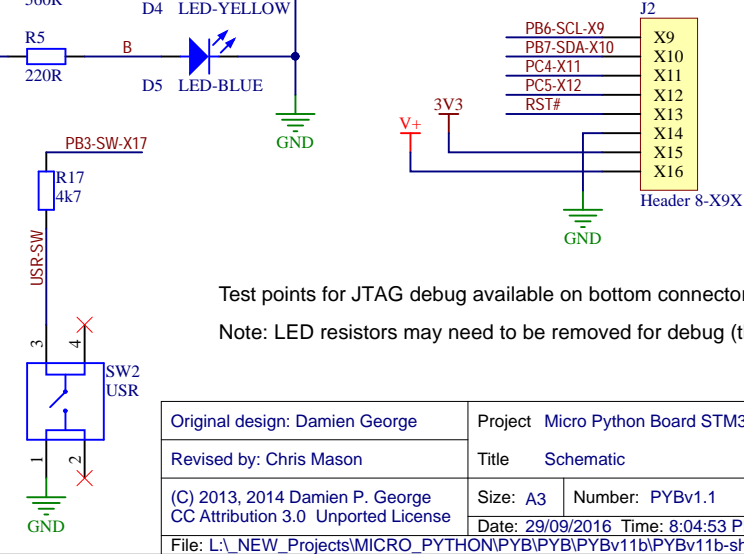 560R
D4 LED-YELLOW
R5
B
220R
D5 LED-BLUE
GND
J2
PB6-SCL-X9
X9
PB7-SDA-X10
X10
PC4-X11
X11
PC5-X12
X12
RST#
X13
X14
X15
X16
3V3
V+
Header 8-X9X
GND
PB3-SW-X17
R17
4k7
USR-SW
3
4
SW2
USR
1
2
GND
Test points for JTAG debug available on bottom connector
Note: LED resistors may need to be removed for debug (t
Original design: Damien George
Project Micro Python Board STM3
Revised by: Chris Mason
Title Schematic
(C) 2013, 2014 Damien P. George
CC Attribution 3.0 Unported License
Size: A3
Number: PYBv1.1
Date: 29/09/2016 Time: 8:04:53 P
File: L:\_NEW_Projects\MICRO_PYTHON\PYB\PYB\PYBv11b\PYBv11b-sh